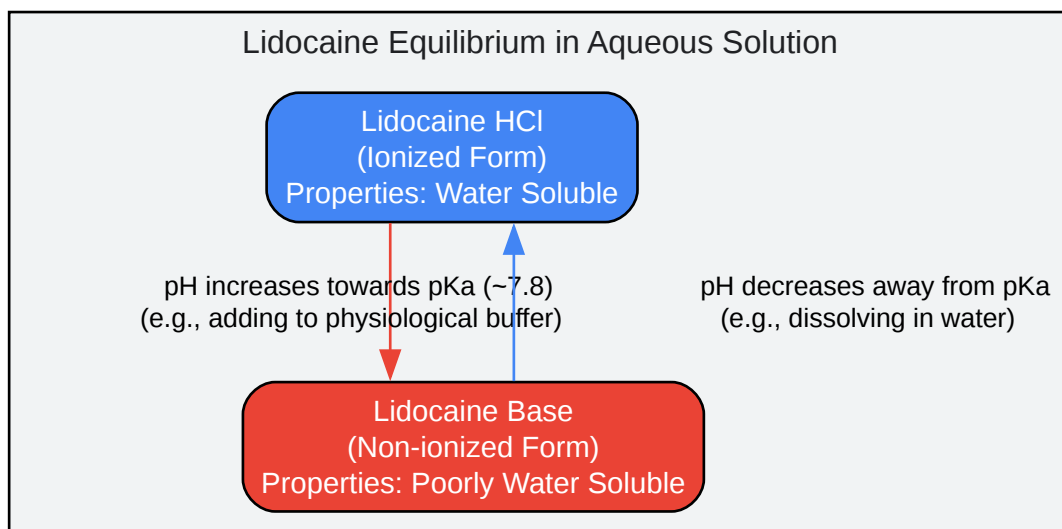 Lidocaine Equilibrium in Aqueous Solution
Lidocaine HCl
(Ionized Form)
Properties: Water Soluble
pH increases towards pKa (~7.8)
(e.g., adding to physiological buffer)
pH decreases away from pKa
(e.g., dissolving in water)
Lidocaine Base
(Non-ionized Form)
Properties: Poorly Water Soluble